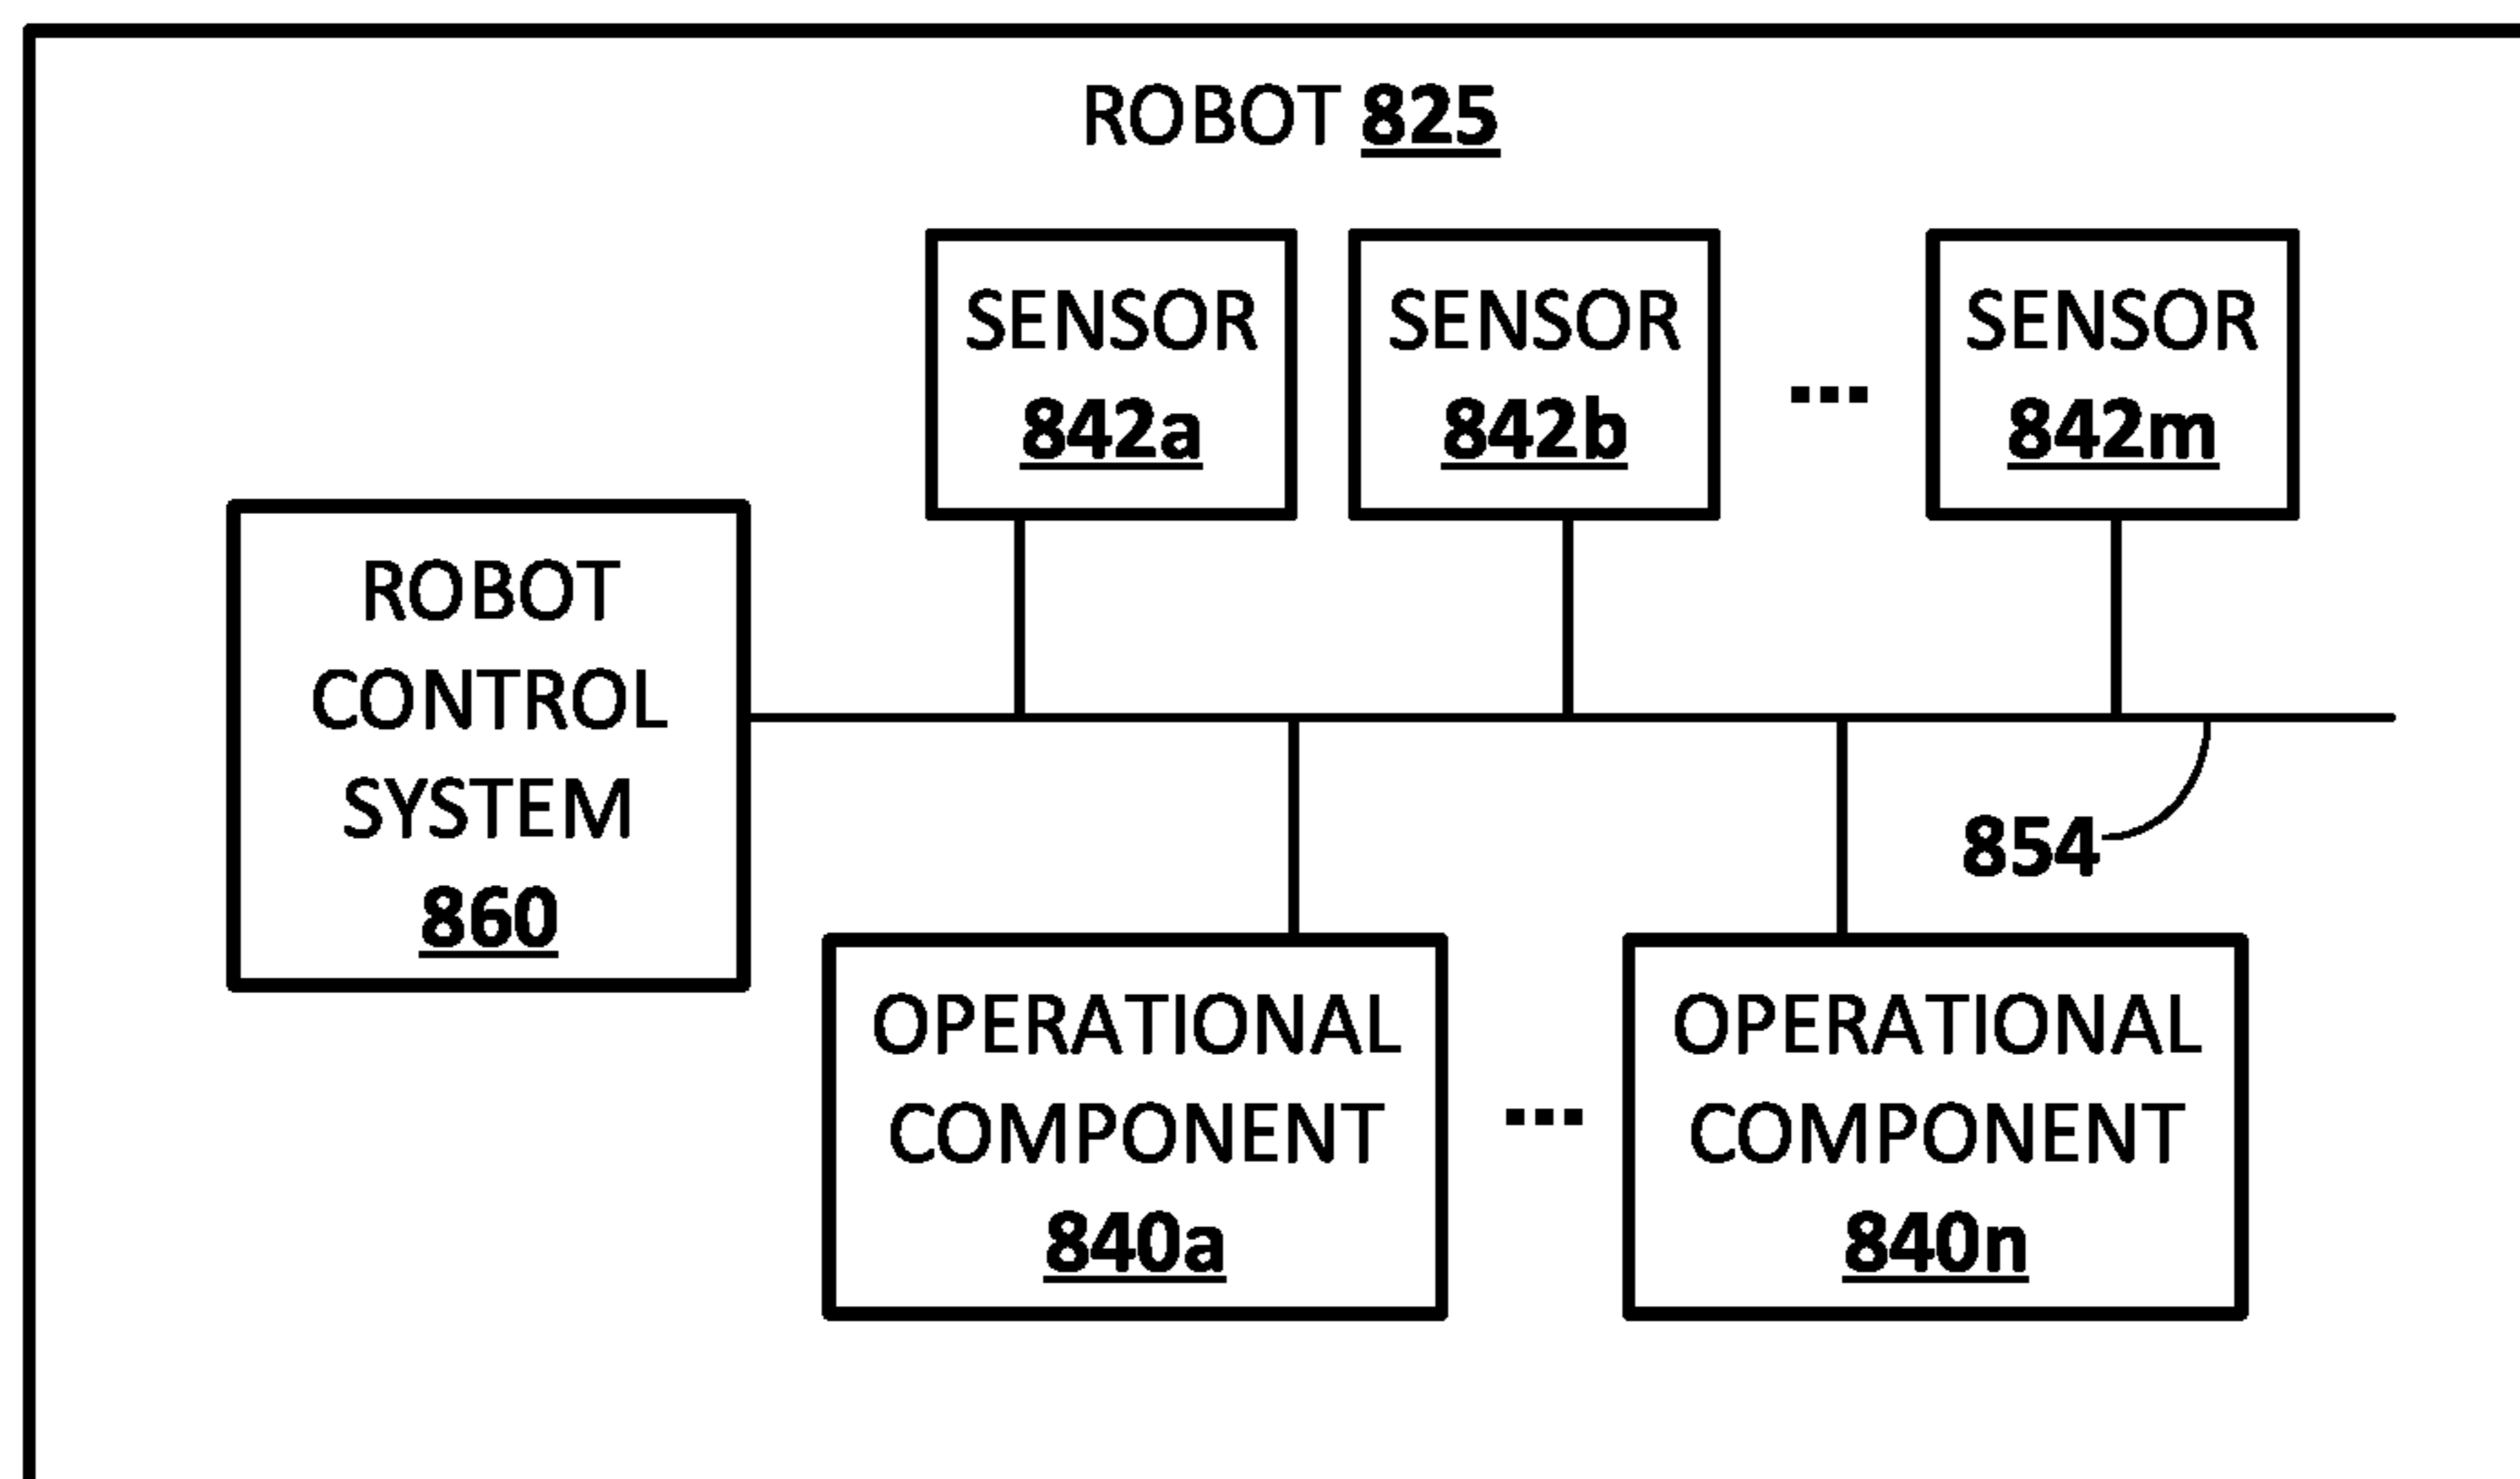 ROBOT 825
SENSOR
842a
SENSOR
842b
...
SENSOR
842m
ROBOT
CONTROL
SYSTEM
860
854
OPERATIONAL
COMPONENT
840a
...
OPERATIONAL
COMPONENT
840n